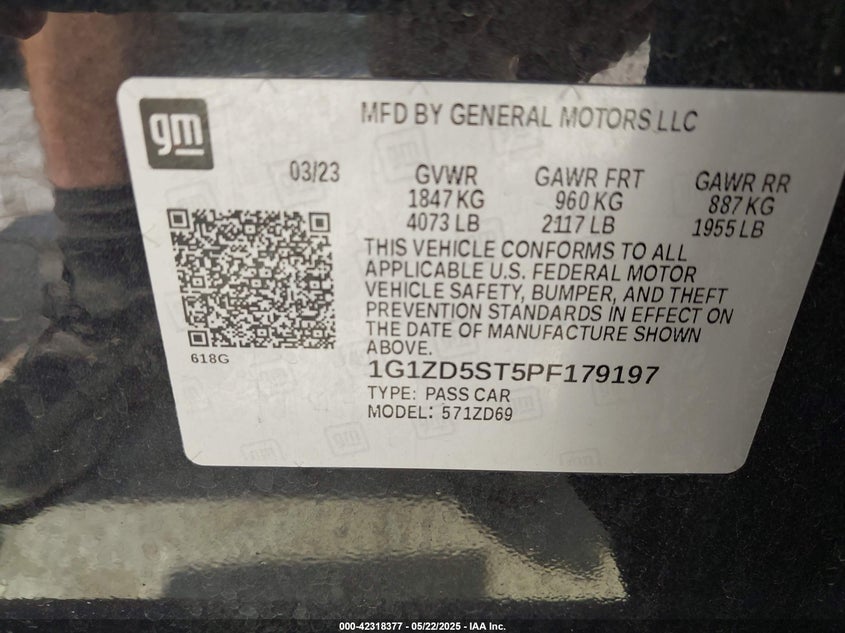 gm
MFD BY GENERAL MOTORS LLC
03/23
GVWR GAWR FRT GAWR RR
1847 KG 960 KG 887 KG
4073 LB 2117 LB 1955 LB
THIS VEHICLE CONFORMS TO ALL
APPLICABLE U.S. FEDERAL MOTOR
VEHICLE SAFETY, BUMPER, AND THEFT
PREVENTION STANDARDS IN EFFECT ON
THE DATE OF MANUFACTURE SHOWN
ABOVE.
618G
1G1ZD5ST5PF179197
TYPE: PASS CAR
MODEL: 571ZD69
000-42318377 - 05/22/2025 - IAA Inc.